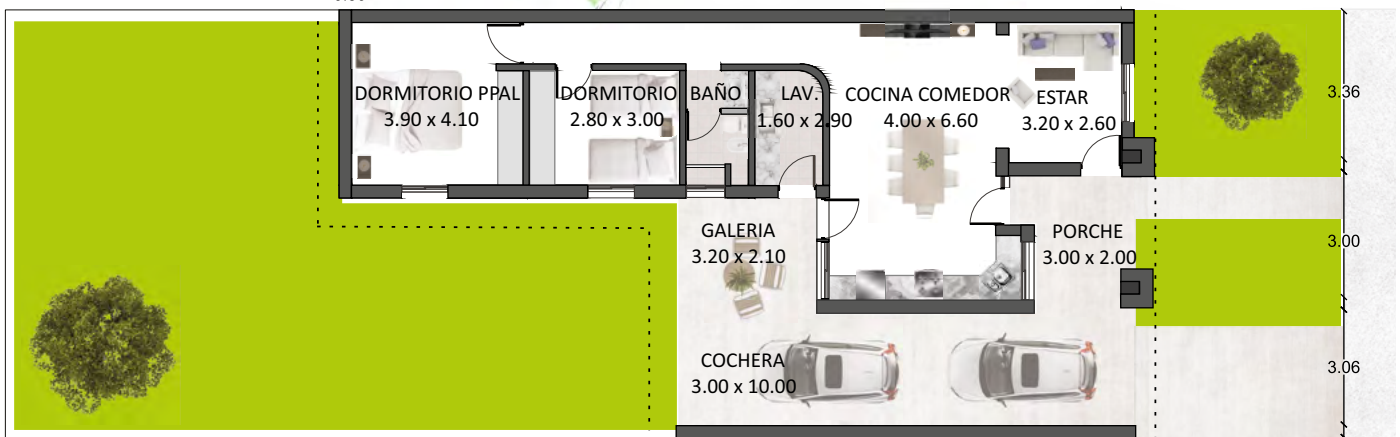 DORMITORIO PPAL
3.90 x 4.10
DORMITORIO
2.80 x 3.00
BAÑO
LAV.
1.60 x 2.90
COCINA COMEDOR
4.00 x 6.60
ESTAR
3.20 x 2.60
3.36
GALERIA
3.20 x 2.10
PORCHE
3.00 x 2.00
3.00
COCHERA
3.00 x 10.00
3.06